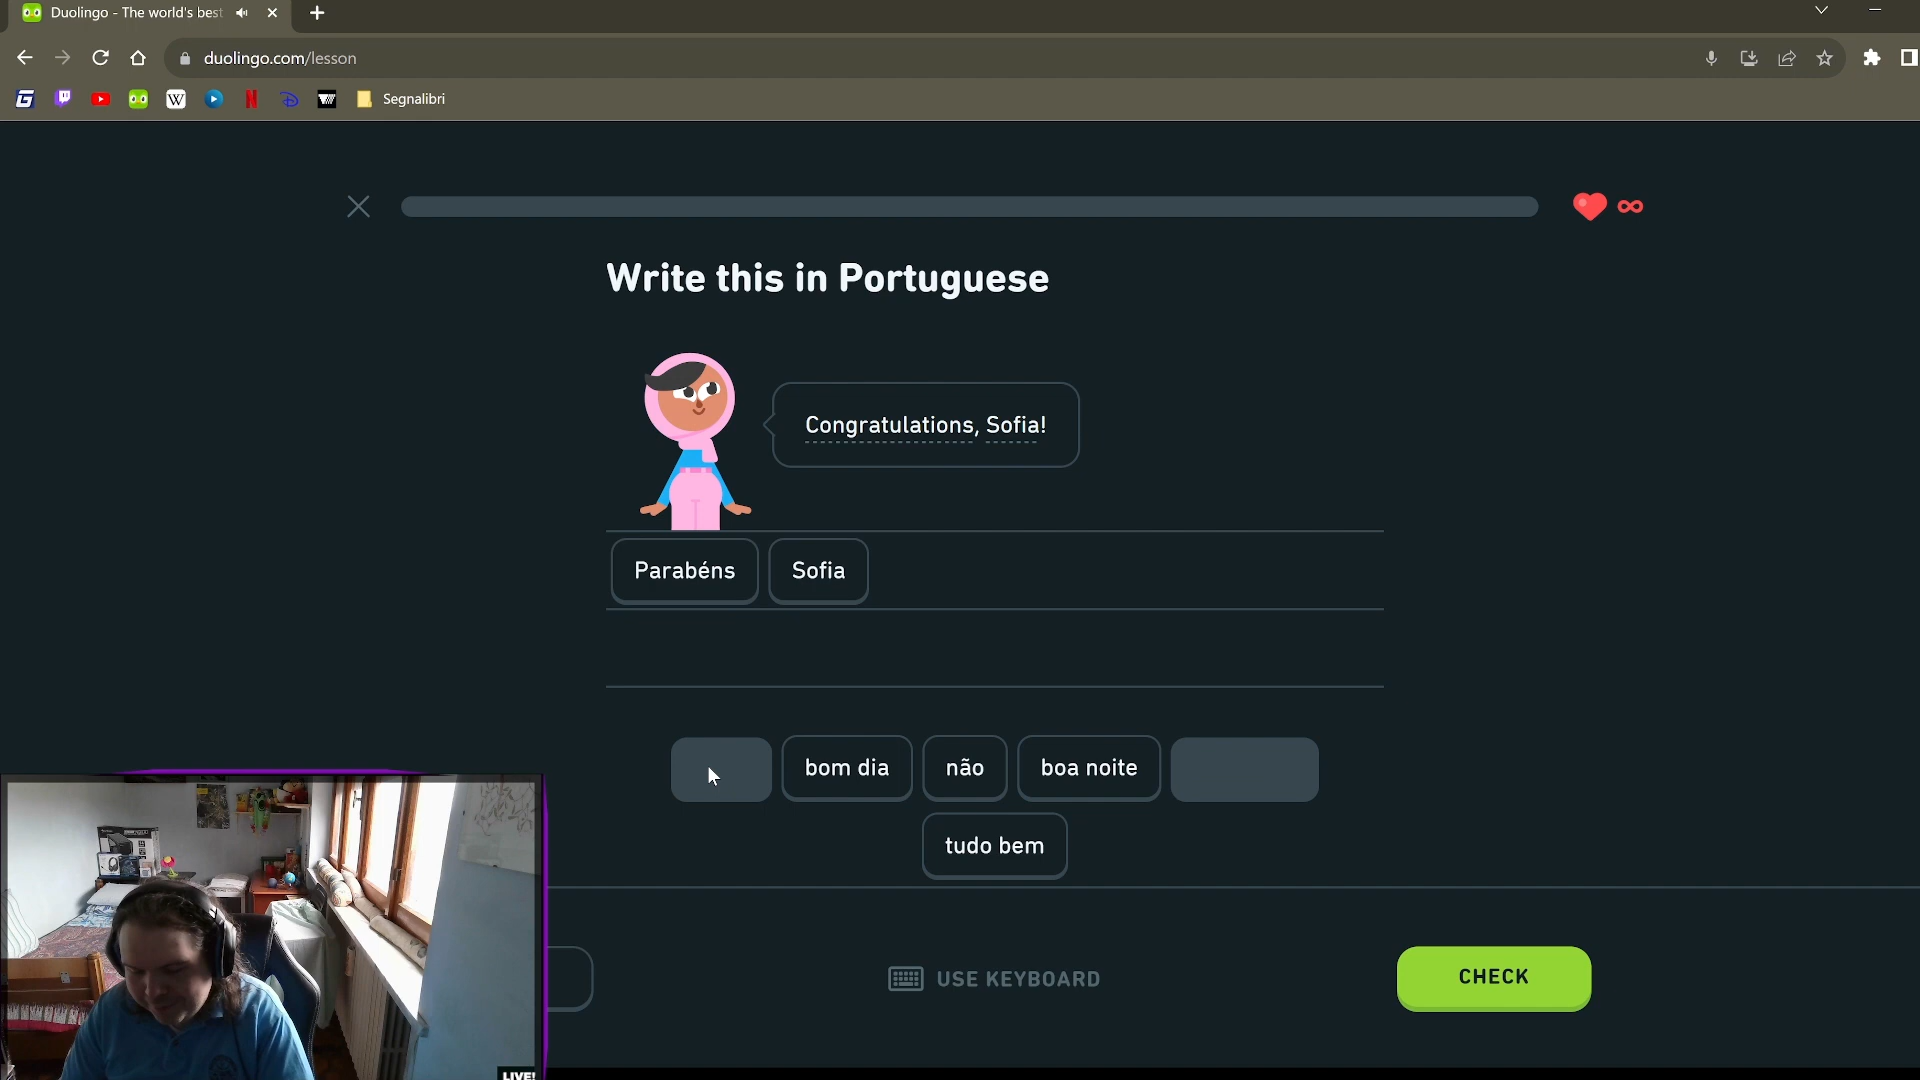 Duolingo - The world's best
duolingo.com/lesson
Segnalibri
Write this in Portuguese
Congratulations, Sofia!
Parabéns Sofia
bom dia não boa noite
tudo bem
USE KEYBOARD
CHECK
LIVE!